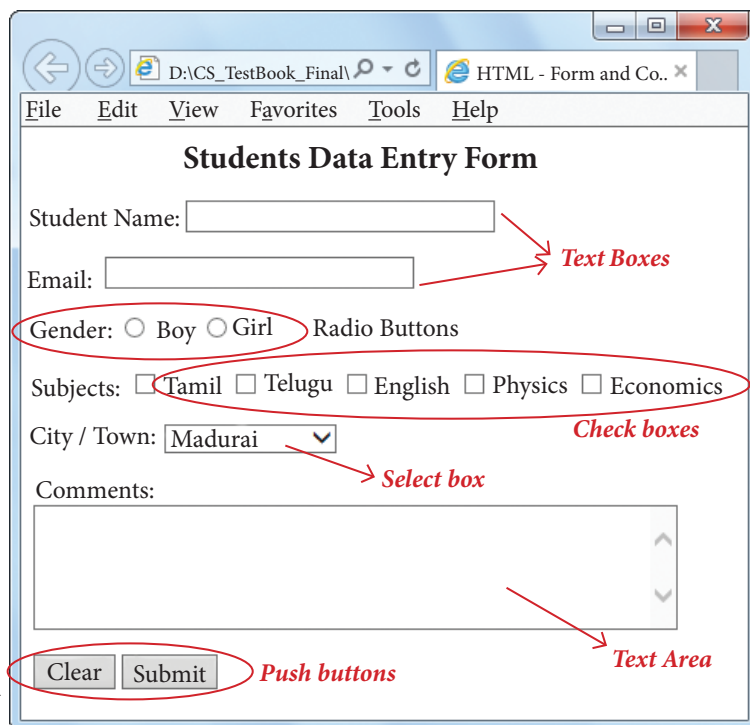 D:\CS_TestBook_Final\ HTML - Form and Co..
File Edit View Favorites Tools Help
Students Data Entry Form
Student Name:
Text Boxes
Email:
Gender: Boy Girl Radio Buttons
Subjects: Tamil Telugu English Physics Economics
Check boxes
City / Town: Madurai
Select box
Comments:
Text Area
Clear Submit Push buttons